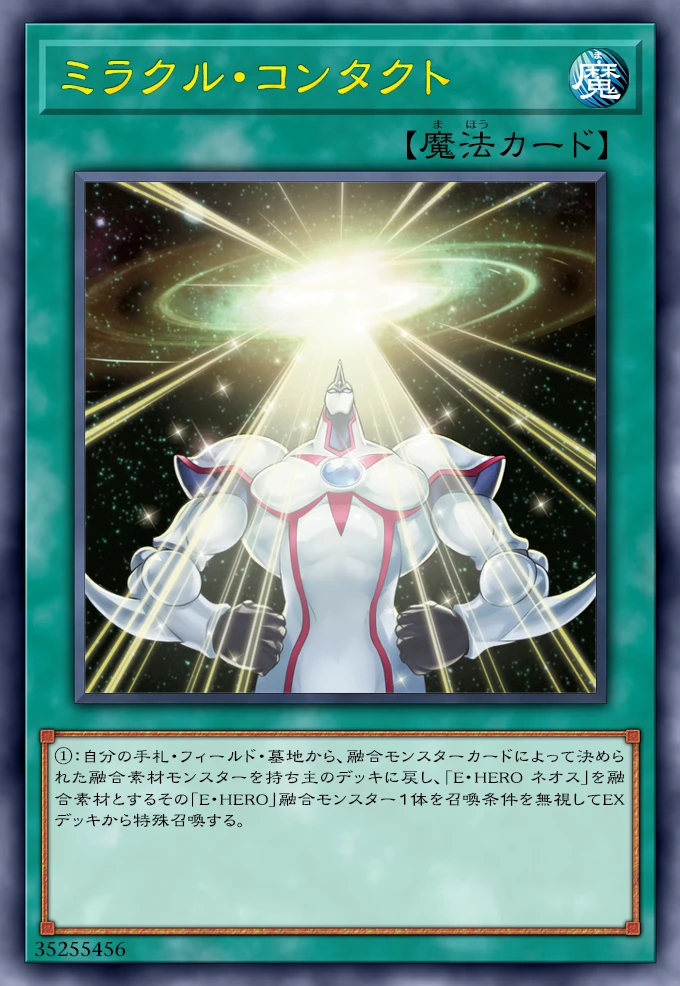 ミラクル・コンタクト
魔
ま
ま ほう
【魔法カード】
①:自分の手札・フィールド・墓地から、融合モンスターカードによって決めら
れた融合素材モンスターを持ち主のデッキに戻し、「E・HERO ネオス」を融
合素材とするその「E・HERO」融合モンスター1体を召喚条件を無視してEX
デッキから特殊召喚する。
35255456